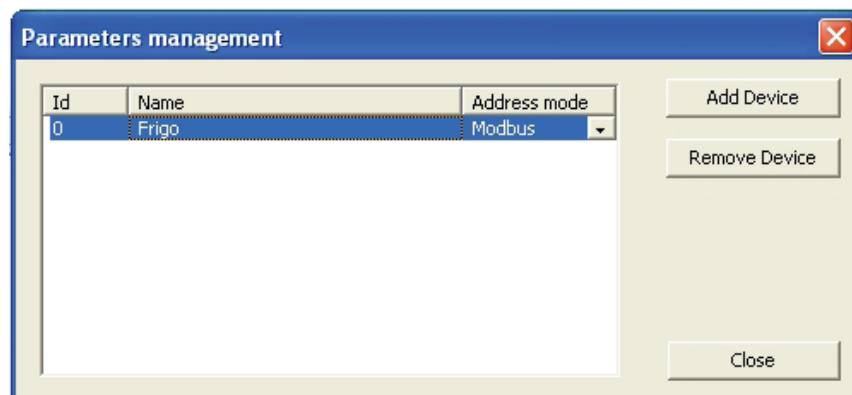 Parameters management
Id Name Address mode
0 Frigo Modbus
Add Device
Remove Device
Close